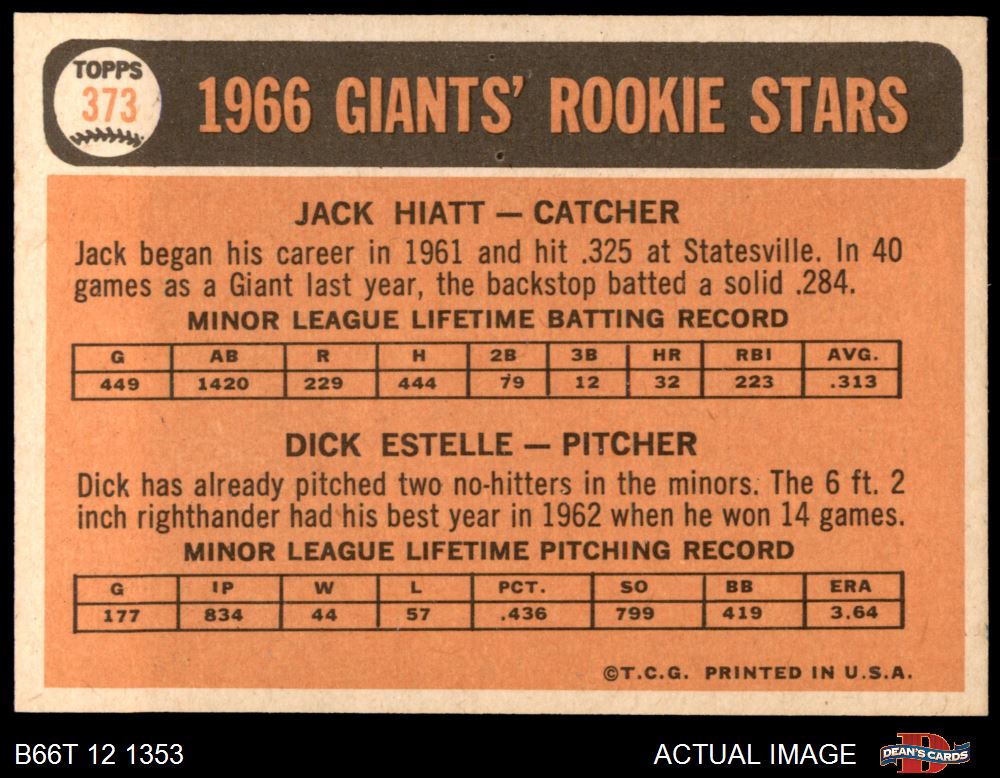 TOPPS
373
1966 GIANTS' ROOKIE STARS
JACK HIATT — CATCHER
Jack began his career in 1961 and hit .325 at Statesville. In 40
games as a Giant last year, the backstop batted a solid .284.
MINOR LEAGUE LIFETIME BATTING RECORD
G AB R H 2B 3B HR RBI AVG.
449 1420 229 444 79 12 32 223 .313
DICK ESTELLE — PITCHER
Dick has already pitched two no-hitters in the minors. The 6 ft. 2
inch righthander had his best year in 1962 when he won 14 games.
MINOR LEAGUE LIFETIME PITCHING RECORD
G IP W L PCT. SO BB ERA
177 834 44 57 .436 799 419 3.64
©T.C.G. PRINTED IN U.S.A.
B66T 12 1353
ACTUAL IMAGE
D
DEAN'S CARDS